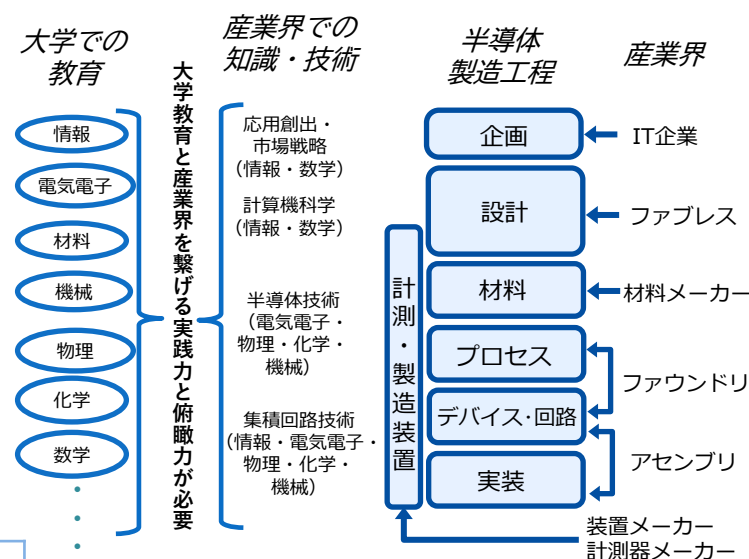 大学での
教育
情報
電気電子
材料
機械
物理
化学
数学
大学教育と産業界を繋げる実践力と俯瞰力が必要
産業界での
知識・技術
応用創出・
市場戦略
（情報・数学）
計算機科学
（情報・数学）
半導体技術
（電気電子・
物理・化学・
機械）
集積回路技術
（情報・電気電子・
物理・化学・
機械）
半導体
製造工程
企画
設計
材料
プロセス
デバイス・回路
実装
計測・製造装置
産業界
IT企業
ファブレス
材料メーカー
ファウンドリ
アセンブリ
装置メーカー
計測器メーカー